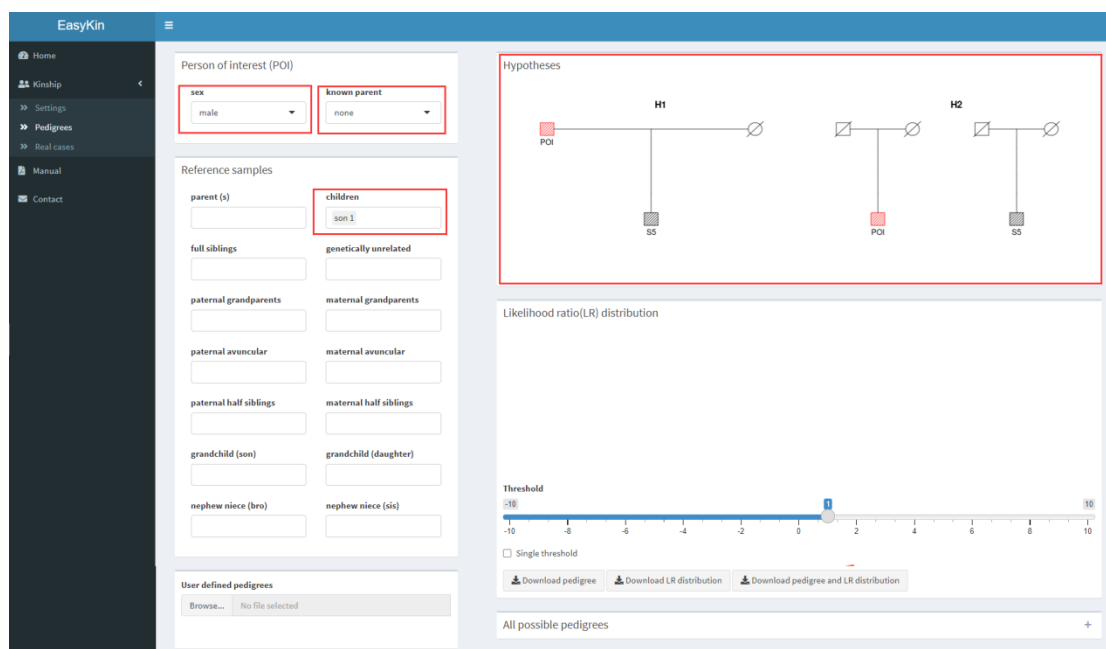 EasyKin
Home
Kinship
Settings
Pedigrees
Real cases
Manual
Contact
Person of interest (POI)
sex
known parent
male
none
Reference samples
parent (s)
children
son 1
full siblings
genetically unrelated
paternal grandparents
maternal grandparents
paternal avuncular
maternal avuncular
paternal half siblings
maternal half siblings
grandchild (son)
grandchild (daughter)
nephew niece (bro)
nephew niece (sis)
User defined pedigrees
Browse... No file selected
Hypotheses
H1
H2
POI
S5
POI
S5
Likelihood ratio(LR) distribution
Threshold
-10 1 10
-10 -8 -6 -4 -2 0 2 4 6 8 10
Single threshold
Download pedigree
Download LR distribution
Download pedigree and LR distribution
All possible pedigrees +